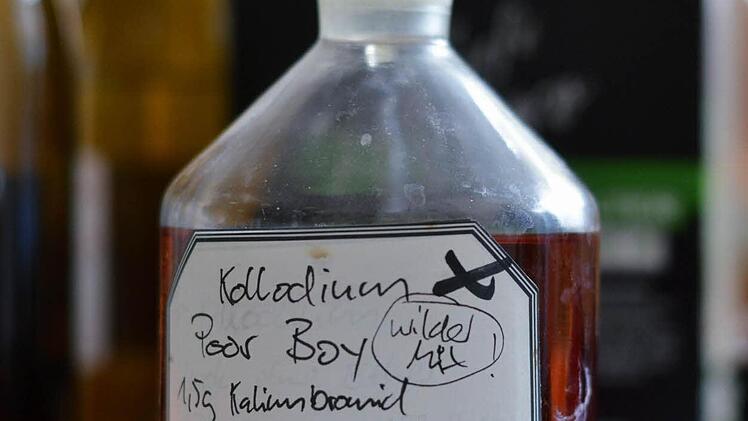 Kollodium X
Poor Boy wilder Mix!
1,5g Kaliumbromid